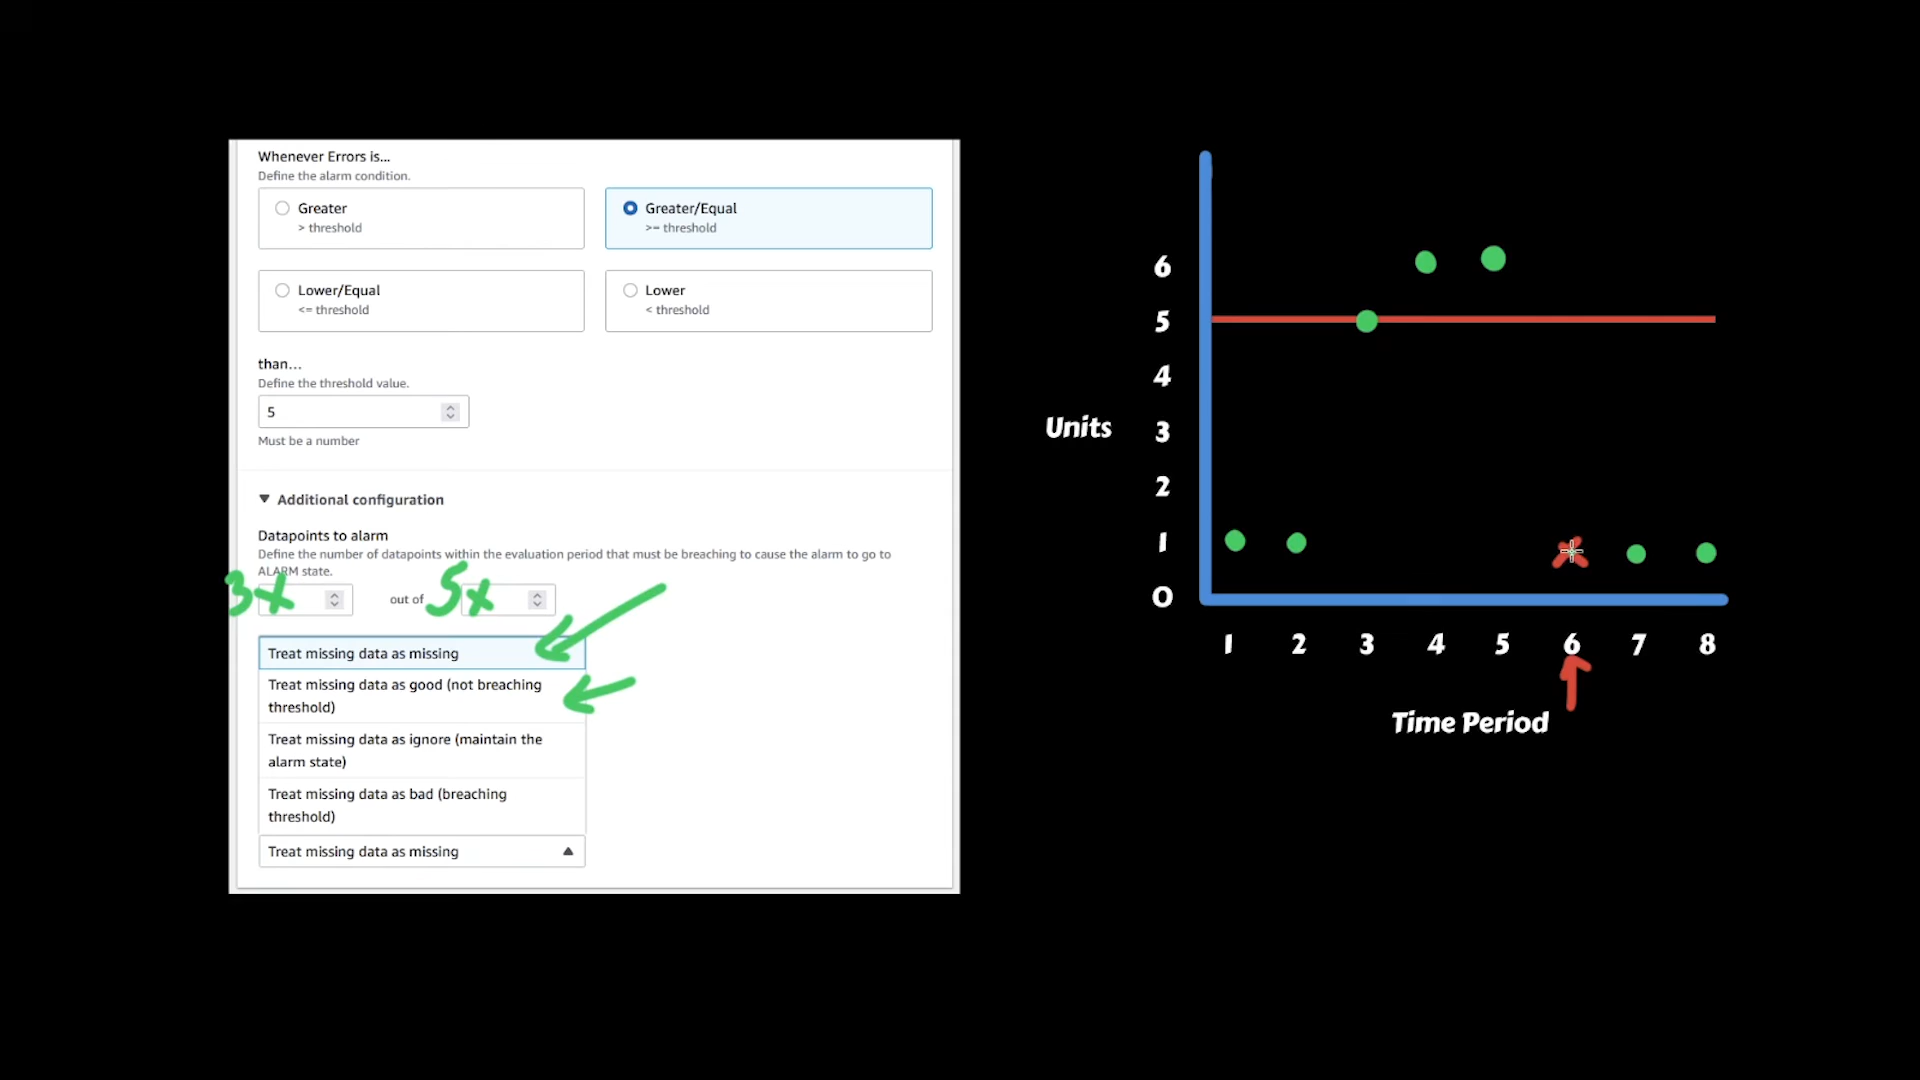 Whenever Errors is...
Define the alarm condition.
Greater
> threshold
Greater/Equal
>= threshold
Lower/Equal
<= threshold
Lower
< threshold
than...
Define the threshold value.
5
Must be a number
Additional configuration
Datapoints to alarm
Define the number of datapoints within the evaluation period that must be breaching to cause the alarm to go to
ALARM state.
3x out of 5x
Treat missing data as missing
Treat missing data as good (not breaching
threshold)
Treat missing data as ignore (maintain the
alarm state)
Treat missing data as bad (breaching
threshold)
Treat missing data as missing
6
5
4
Units
3
2
1
0
1 2 3 4 5 6 7 8
Time Period